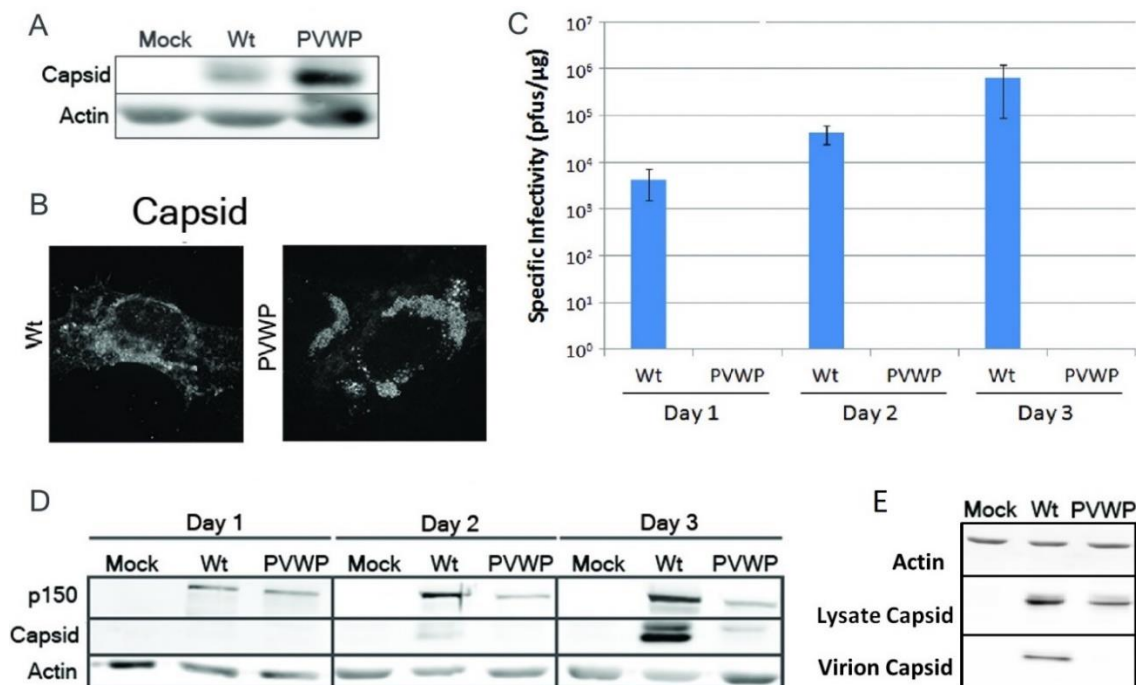 A
Mock Wt PVWP
Capsid
Actin
B
Capsid
Wt
PVWP
C
Specific Infectivity (pfus/µg)
10⁷
10⁶
10⁵
10⁴
10³
10²
10¹
10⁰
Wt PVWP Wt PVWP Wt PVWP
Day 1 Day 2 Day 3
D
Day 1 Day 2 Day 3
Mock Wt PVWP Mock Wt PVWP Mock Wt PVWP
p150
Capsid
Actin
E
Mock Wt PVWP
Actin
Lysate Capsid
Virion Capsid